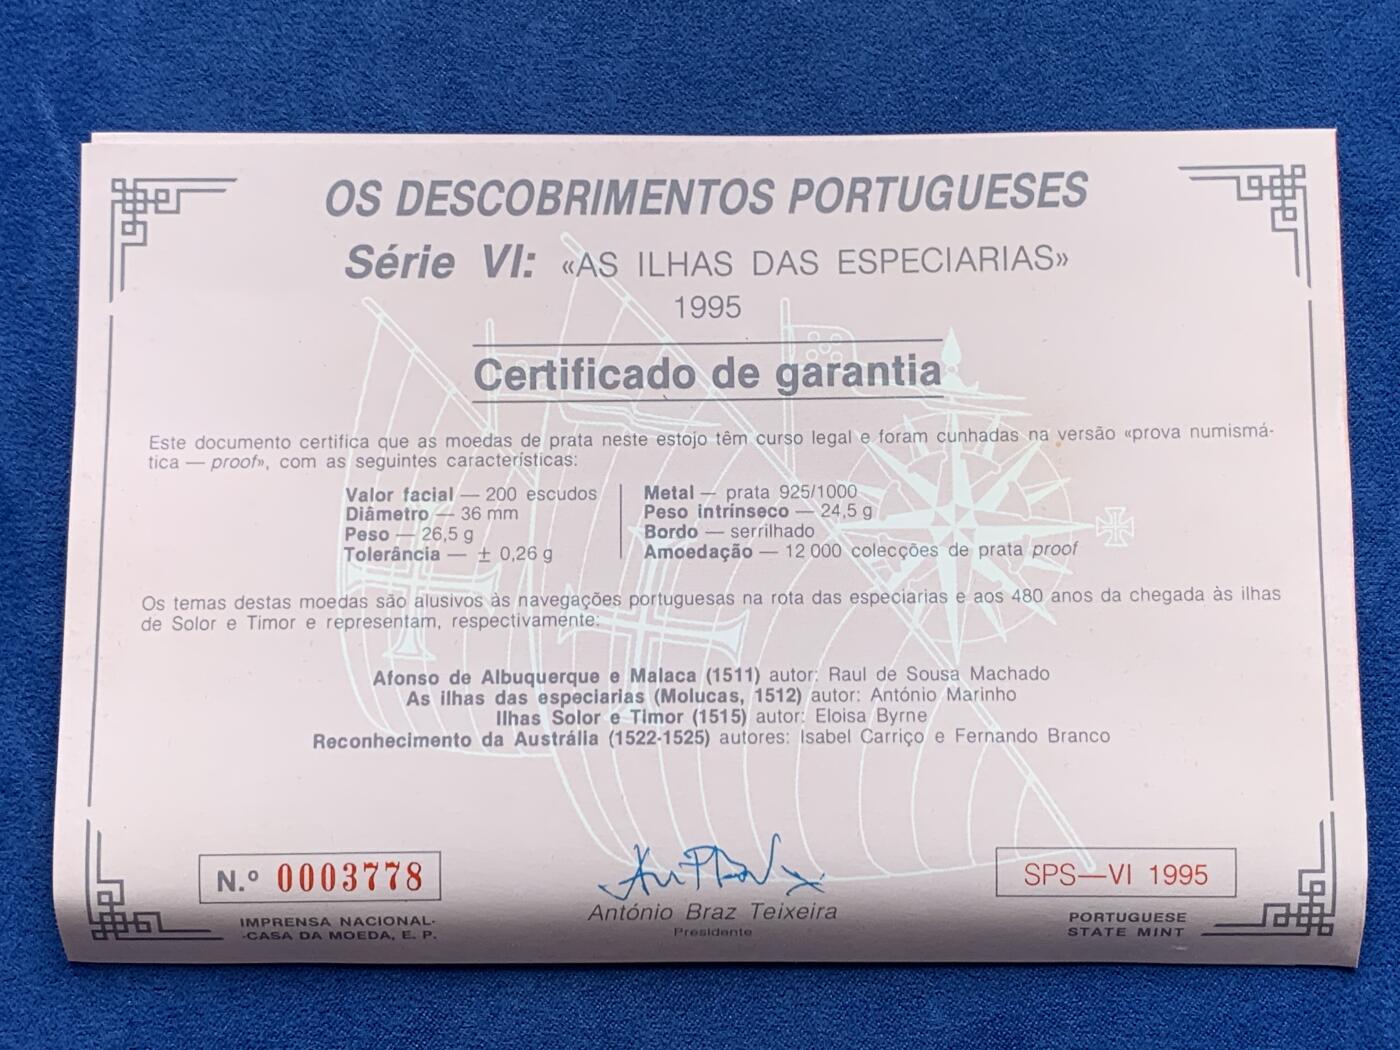 OS DESCOBRIMENTOS PORTUGUESES
Série VI: «AS ILHAS DAS ESPECIARIAS»
1995
Certificado de garantia
Este documento certifica que as moedas de prata neste estojo têm curso legal e foram cunhadas na versão «prova numismá-
tica — proof», com as seguintes características:
Valor facial — 200 escudos
Diâmetro — 36 mm
Peso — 26,5 g
Tolerância — ± 0,26 g
Metal — prata 925/1000
Peso intrínseco — 24,5 g
Bordo — serrilhado
Amoedação — 12 000 colecções de prata proof
Os temas destas moedas são alusivos às navegações portuguesas na rota das especiarias e aos 480 anos da chegada às ilhas
de Solor e Timor e representam, respectivamente:
Afonso de Albuquerque e Malaca (1511) autor: Raul de Sousa Machado
As ilhas das especiarias (Molucas, 1512) autor: António Marinho
Ilhas Solor e Timor (1515) autor: Eloisa Byrne
Reconhecimento da Austrália (1522-1525) autores: Isabel Carriço e Fernando Branco
N.º 0003778
IMPRENSA NACIONAL-
-CASA DA MOEDA, E. P.
António Braz Teixeira
Presidente
SPS—VI 1995
PORTUGUESE
STATE MINT